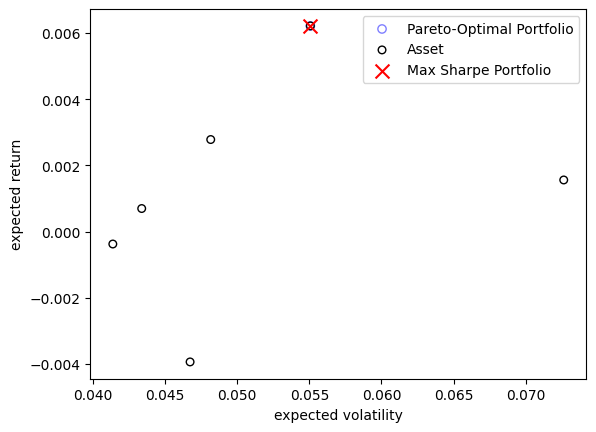 Pareto-Optimal Portfolio
Asset
Max Sharpe Portfolio
expected return
0.006
0.004
0.002
0.000
−0.002
−0.004
0.040 0.045 0.050 0.055 0.060 0.065 0.070
expected volatility